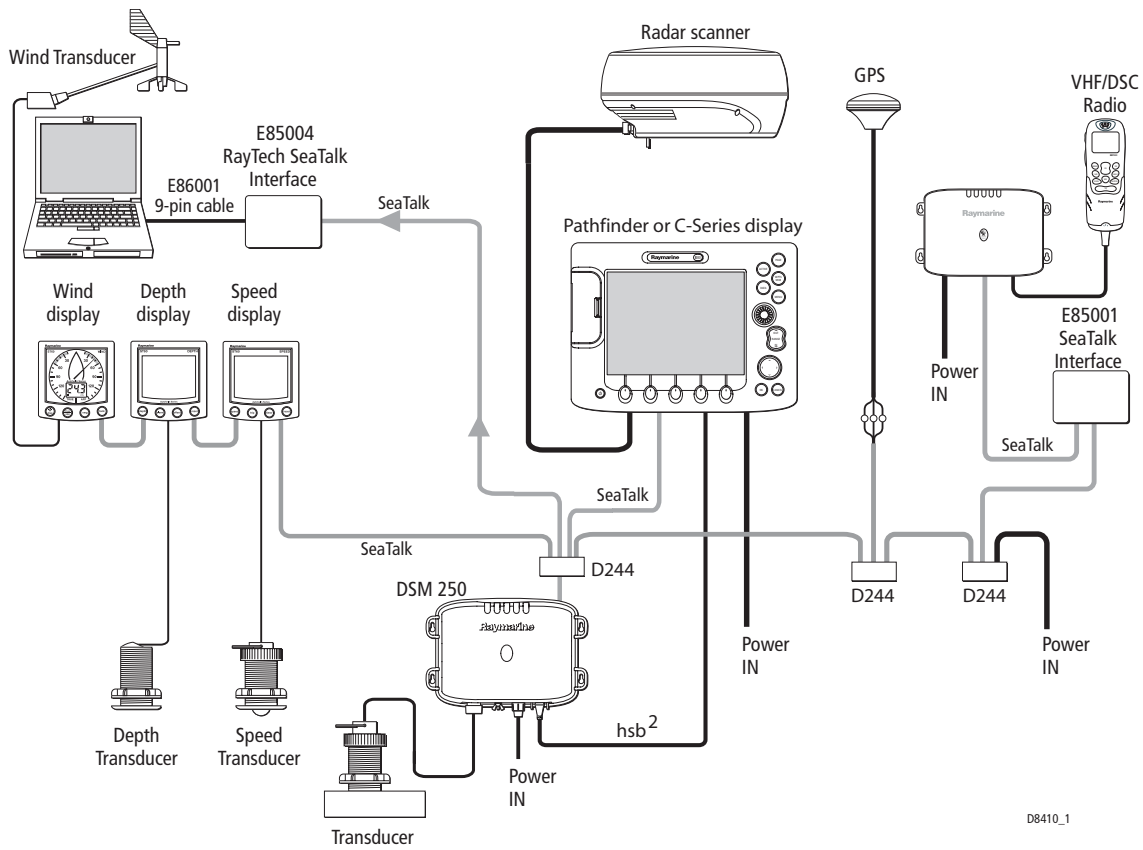 Radar scanner
Wind Transducer
GPS
VHF/DSC
Radio
E85004
RayTech SeaTalk
Interface
E86001
9-pin cable
SeaTalk
Pathfinder or C-Series display
Raymarine
Raymarine
Wind
display
Depth
display
Speed
display
E85001
SeaTalk
Interface
Power
IN
SeaTalk
SeaTalk
SeaTalk
D244
D244
D244
DSM 250
Raymarine
Power
IN
Power
IN
hsb2
Depth
Transducer
Speed
Transducer
Power
IN
Transducer
D8410_1